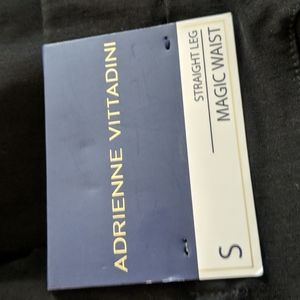 ADRIENNE VITTADINI
STRAIGHT LEG
MAGIC WAIST
S